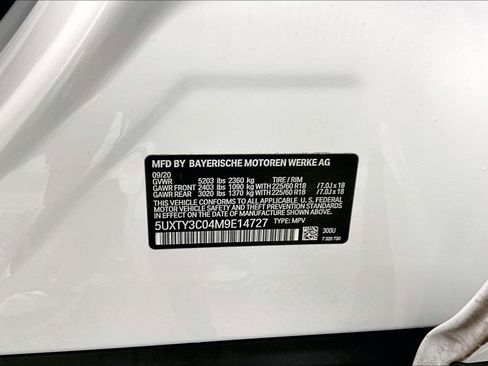 MFD BY BAYERISCHE MOTOREN WERKE AG
09/20
GVWR 5203 lbs 2360 kg TIRE / RIM
GAWR FRONT 2403 lbs 1090 kg WITH 225/60 R18 /7.0J x 18
GAWR REAR 3020 lbs 1370 kg WITH 225/60 R18 /7.0J x 18
THIS VEHICLE CONFORMS TO ALL APPLICABLE U. S. FEDERAL
MOTOR VEHICLE SAFETY AND THEFT PREVENTION STANDARDS
IN EFFECT ON THE DATE OF MANUFACTURE SHOWN ABOVE.
5UXTY3C04M9E14727 TYPE: MPV 300U
7 320 730